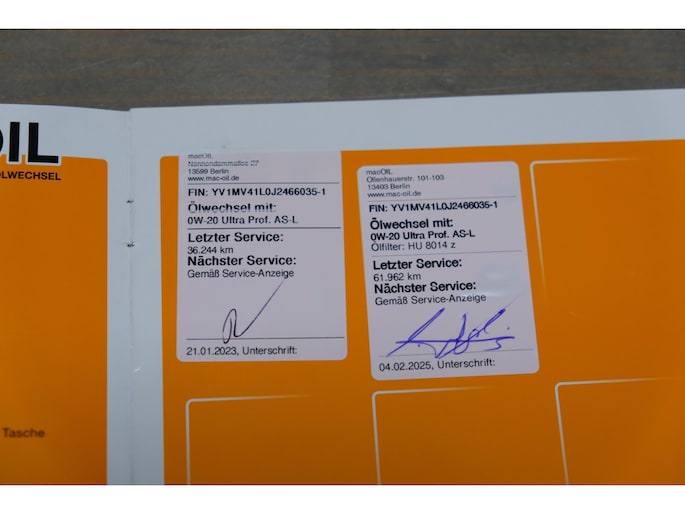 OIL
ÖLWECHSEL
Tasche
macOIL
Nonnendammallee 27
13599 Berlin
www.mac-oil.de
FIN: YV1MV41L0J2466035-1
Ölwechsel mit:
0W-20 Ultra Prof. AS-L
Letzter Service:
36.244 km
Nächster Service:
Gemäß Service-Anzeige
21.01.2023, Unterschrift:
macOIL
Ollenhauerstr. 101-103
13403 Berlin
www.mac-oil.de
FIN: YV1MV41L0J2466035-1
Ölwechsel mit:
0W-20 Ultra Prof. AS-L
Ölfilter: HU 8014 z
Letzter Service:
61.962 km
Nächster Service:
Gemäß Service-Anzeige
04.02.2025, Unterschrift: